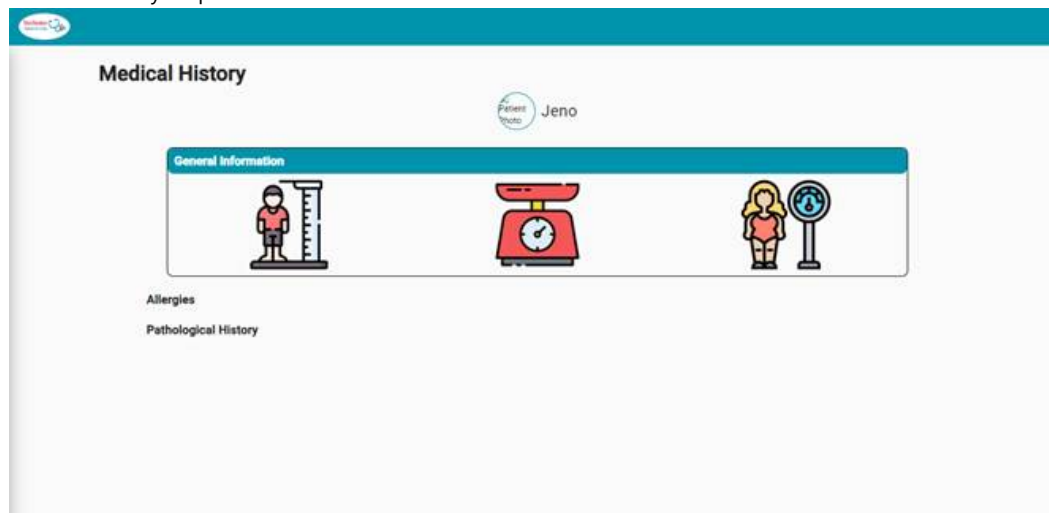 Medical History
Patient
Photo
Jeno
General Information
Allergies
Pathological History